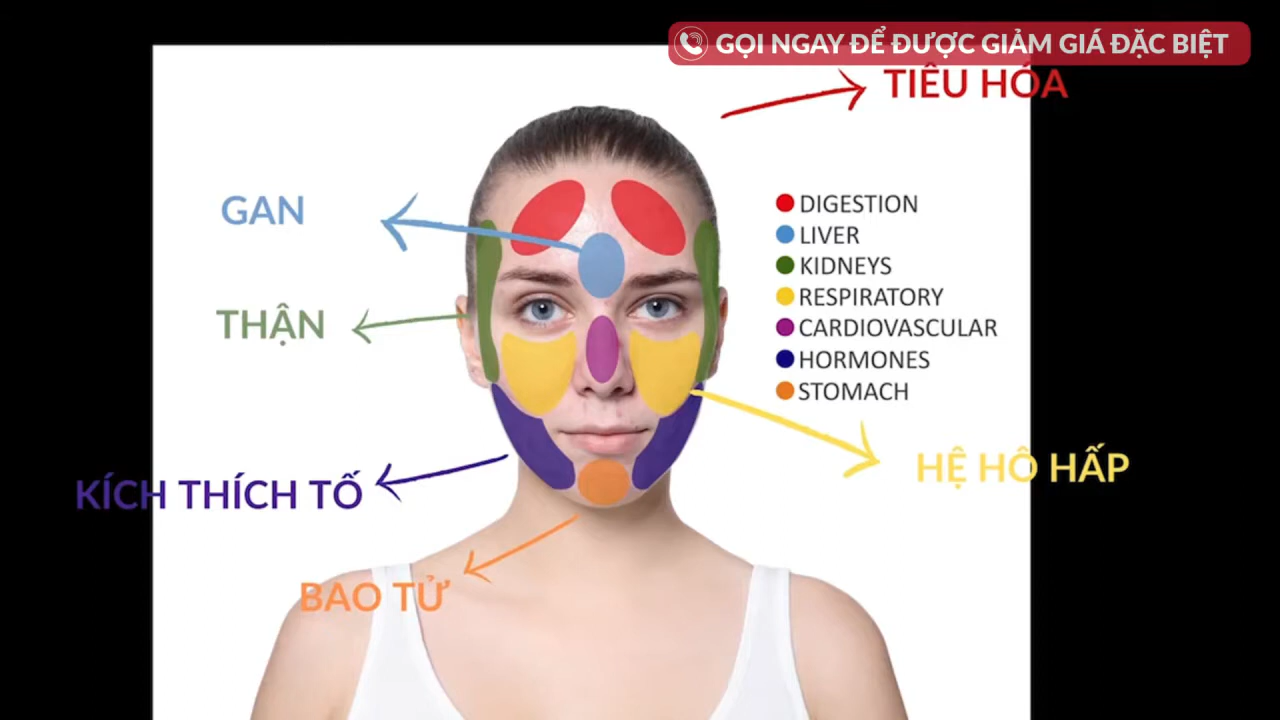 GỌI NGAY ĐỂ ĐƯỢC GIẢM GIÁ ĐẶC BIỆT
TIÊU HÓA
GAN
THẬN
DIGESTION
LIVER
KIDNEYS
RESPIRATORY
CARDIOVASCULAR
HORMONES
STOMACH
HỆ HÔ HẤP
KÍCH THÍCH TỐ
BAO TỬ